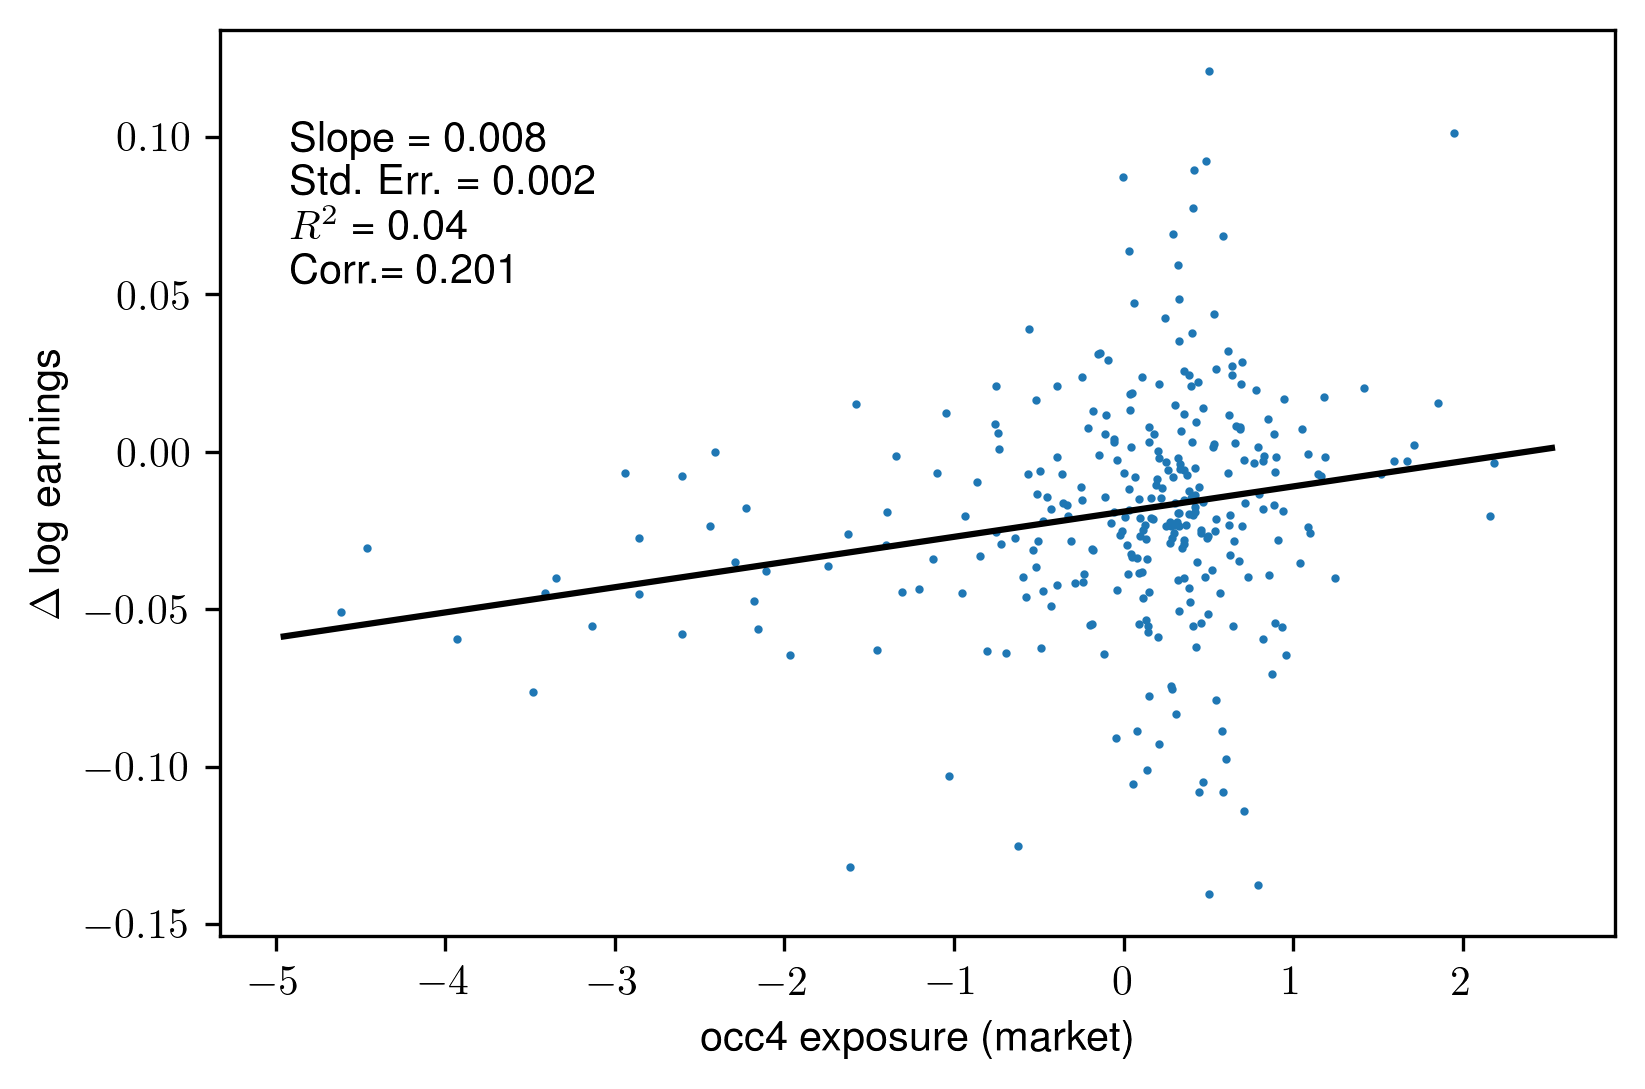 Slope = 0.008
Std. Err. = 0.002
R² = 0.04
Corr.= 0.201
Δ log earnings
0.10
0.05
0.00
−0.05
−0.10
−0.15
−5 −4 −3 −2 −1 0 1 2
occ4 exposure (market)